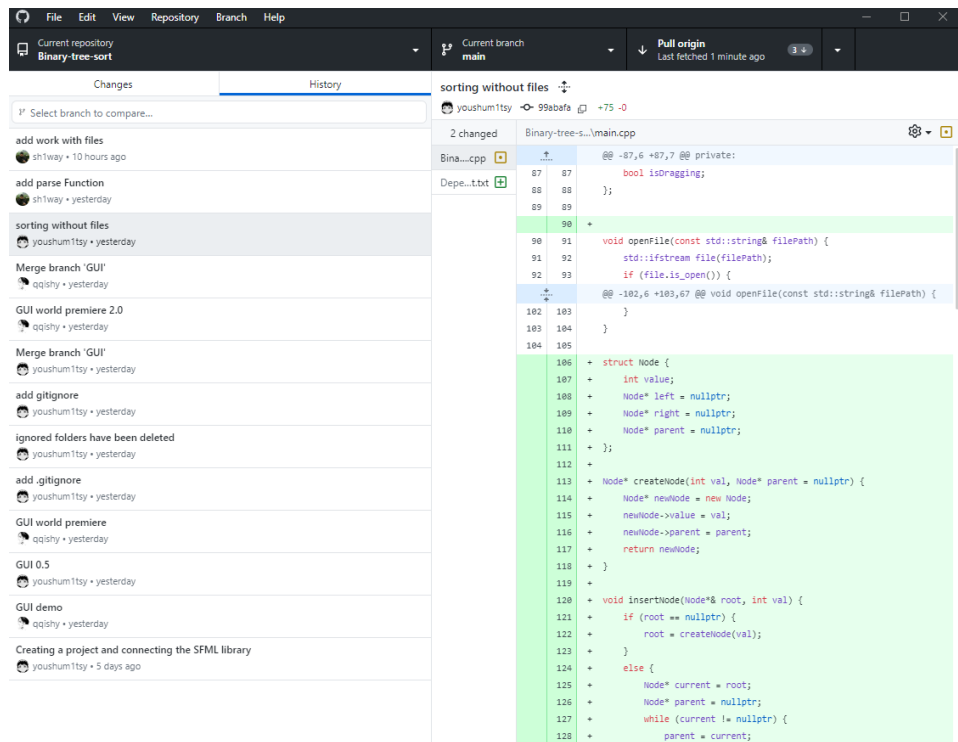 File Edit View Repository Branch Help
Current repository
Binary-tree-sort
Current branch
main
Pull origin
Last fetched 1 minute ago
3
Changes
History
Select branch to compare...
add work with files
sh1way • 10 hours ago
add parse Function
sh1way • yesterday
sorting without files
youshum1tsy • yesterday
Merge branch 'GUI'
qqishy • yesterday
GUI world premiere 2.0
qqishy • yesterday
Merge branch 'GUI'
youshum1tsy • yesterday
add gitignore
youshum1tsy • yesterday
ignored folders have been deleted
youshum1tsy • yesterday
add .gitignore
youshum1tsy • yesterday
GUI world premiere
qqishy • yesterday
GUI 0.5
youshum1tsy • yesterday
GUI demo
qqishy • yesterday
Creating a project and connecting the SFML library
youshum1tsy • 5 days ago
sorting without files
youshum1tsy 99abafa +75 -0
2 changed
Bina....cpp
Depe...t.txt
Binary-tree-s...\main.cpp
@@ -87,6 +87,7 @@ private:
87 87 bool isDragging;
88 88 };
89 89
90 +
90 91 void openFile(const std::string& filePath) {
91 92 std::ifstream file(filePath);
92 93 if (file.is_open()) {
@@ -102,6 +103,67 @@ void openFile(const std::string& filePath) {
102 103 }
103 104 }
104 105
106 + struct Node {
107 + int value;
108 + Node* left = nullptr;
109 + Node* right = nullptr;
110 + Node* parent = nullptr;
111 + };
112 +
113 + Node* createNode(int val, Node* parent = nullptr) {
114 + Node* newNode = new Node;
115 + newNode->value = val;
116 + newNode->parent = parent;
117 + return newNode;
118 + }
119 +
120 + void insertNode(Node*& root, int val) {
121 + if (root == nullptr) {
122 + root = createNode(val);
123 + }
124 + else {
125 + Node* current = root;
126 + Node* parent = nullptr;
127 + while (current != nullptr) {
128 + parent = current;